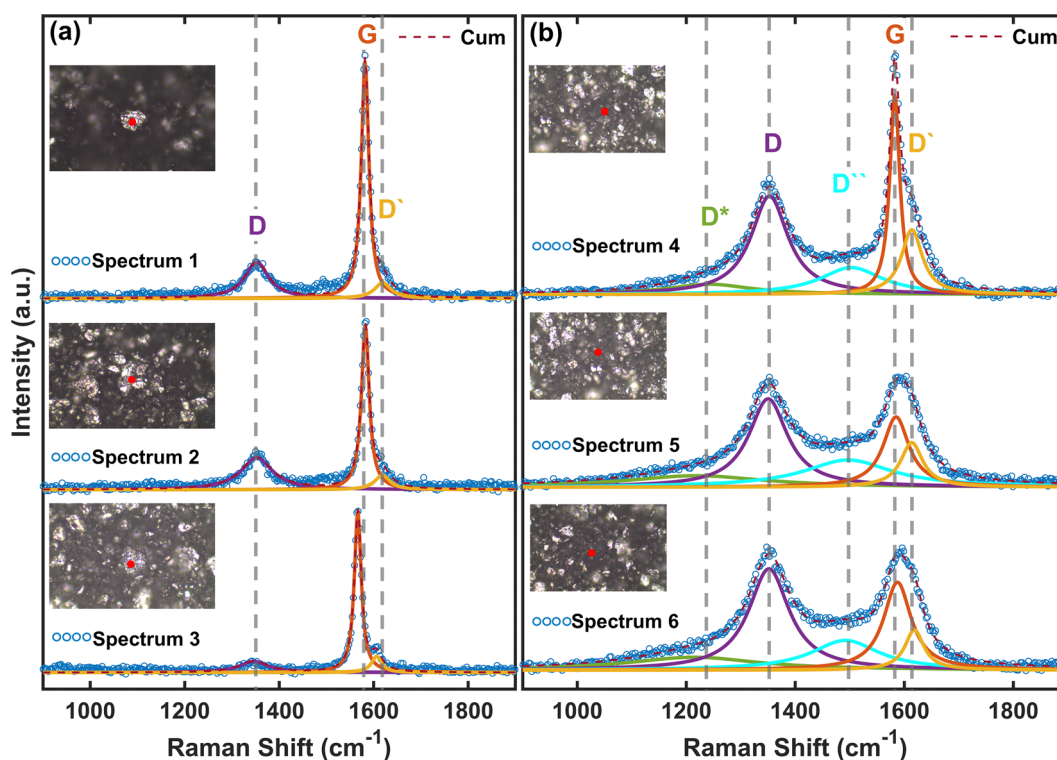 (a)
G
Cum
D
D`
Spectrum 1
Spectrum 2
Spectrum 3
1000 1200 1400 1600 1800
Raman Shift (cm-1)
Intensity (a.u.)
(b)
G
Cum
D
D`
D``
D*
Spectrum 4
Spectrum 5
Spectrum 6
1000 1200 1400 1600 1800
Raman Shift (cm-1)